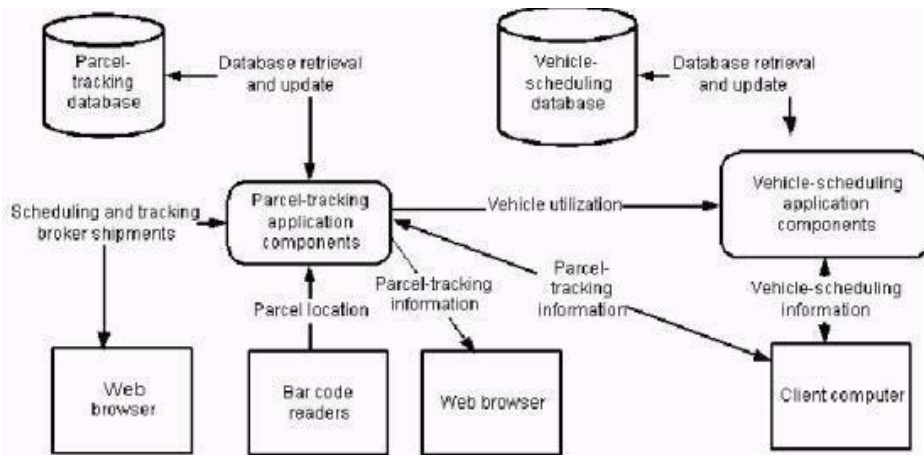 Parcel-
tracking
database
Database retrieval
and update
Vehicle-
scheduling
database
Database retrieval
and update
Scheduling and tracking
broker shipments
Parcel-tracking
application
components
Vehicle utilization
Vehicle-scheduling
application
components
Parcel location
Parcel-tracking
information
Parcel-
tracking
information
Vehicle-scheduling
information
Web
browser
Bar code
readers
Web browser
Client computer